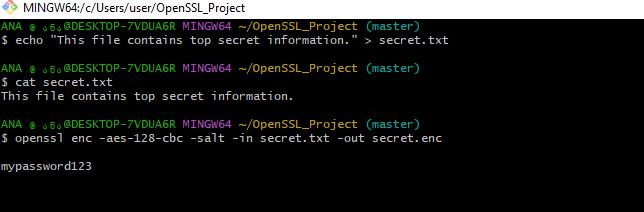 MINGW64:/c/Users/user/OpenSSL_Project
ANA @ ანა@DESKTOP-7VDUA6R MINGW64 ~/OpenSSL_Project (master)
$ echo "This file contains top secret information." > secret.txt
ANA @ ანა@DESKTOP-7VDUA6R MINGW64 ~/OpenSSL_Project (master)
$ cat secret.txt
This file contains top secret information.
ANA @ ანა@DESKTOP-7VDUA6R MINGW64 ~/OpenSSL_Project (master)
$ openssl enc -aes-128-cbc -salt -in secret.txt -out secret.enc
mypassword123